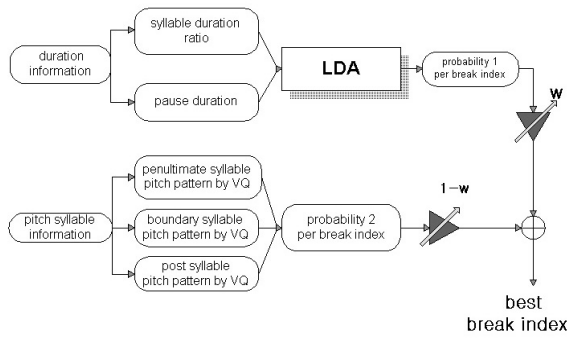 duration
information
syllable duration
ratio
pause duration
LDA
probability 1
per break index
w
pitch syllable
information
penultimate syllable
pitch pattern by VQ
boundary syllable
pitch pattern by VQ
post syllable
pitch pattern by VQ
probability 2
per break index
1-w
best
break index